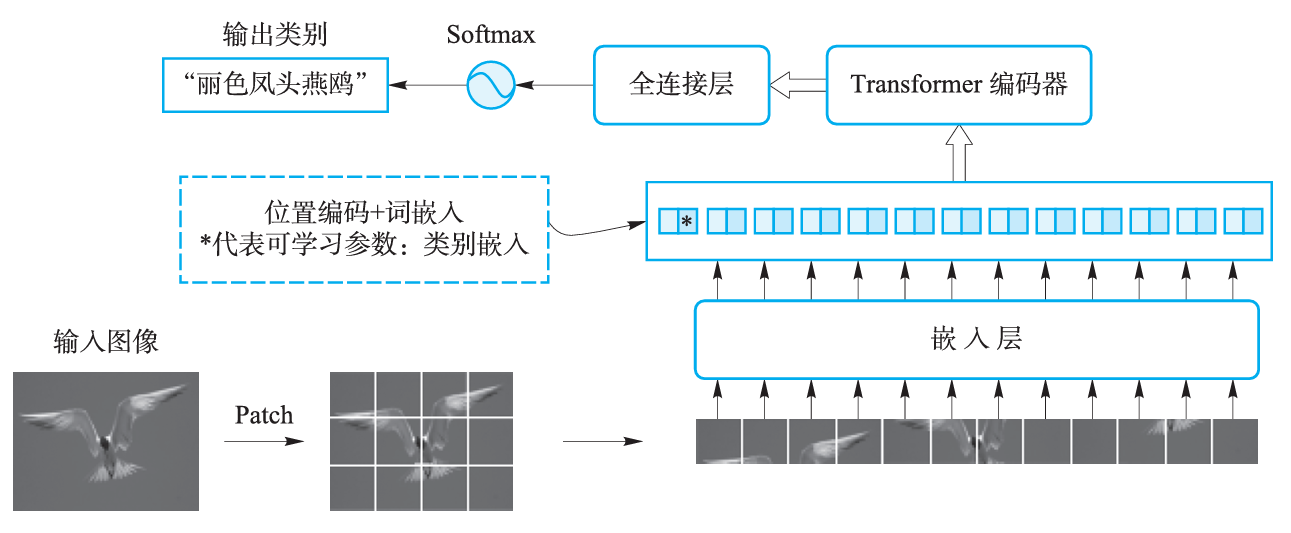 输出类别
Softmax
“丽色凤头燕鸥”
全连接层
Transformer 编码器
位置编码+词嵌入
*代表可学习参数：类别嵌入
*
嵌 入 层
输入图像
Patch